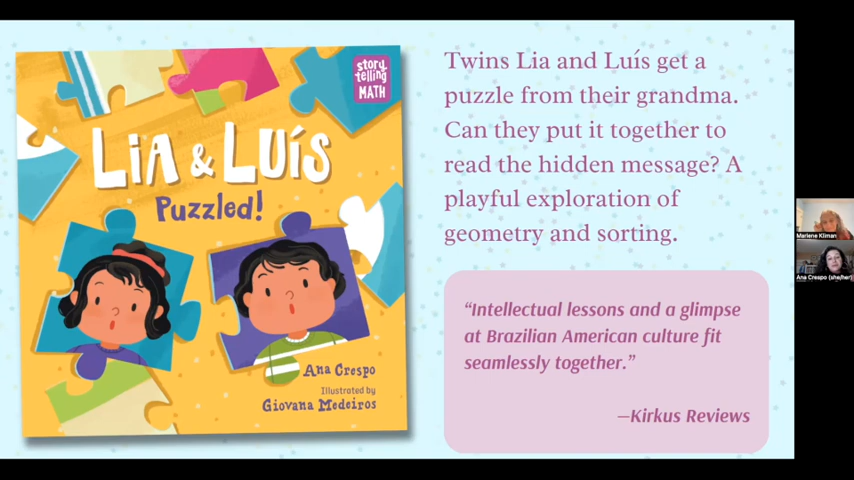 story
telling
MATH
LIA & LUÍS
Puzzled!
Ana Crespo
Illustrated by
Giovana Medeiros
Twins Lia and Luís get a
puzzle from their grandma.
Can they put it together to
read the hidden message? A
playful exploration of
geometry and sorting.
“Intellectual lessons and a glimpse
at Brazilian American culture fit
seamlessly together.”
—Kirkus Reviews
Marlene Kliman
Ana Crespo (she/her)